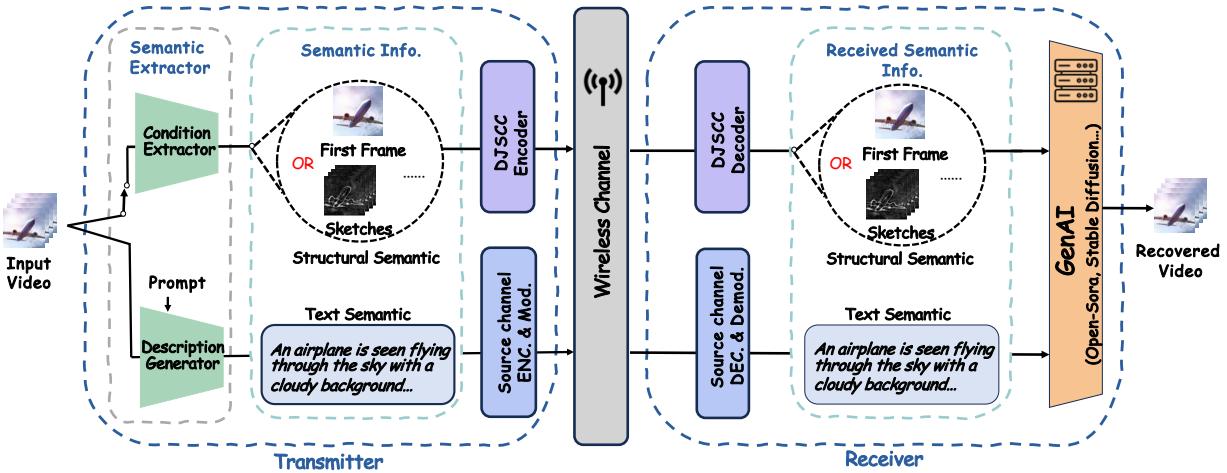 Input
Video
Semantic
Extractor
Condition
Extractor
Prompt
Description
Generator
Semantic Info.
OR
First Frame
......
Sketches
Structural Semantic
Text Semantic
An airplane is seen flying
through the sky with a
cloudy background...
DJSCC
Encoder
Source channel
ENC. & Mod.
Transmitter
Wireless Channel
DJSCC
Decoder
Source channel
DEC. & Demod.
Received Semantic
Info.
OR
First Frame
......
Sketches
Structural Semantic
Text Semantic
An airplane is seen flying
through the sky with a
cloudy background...
GenAI
(Open-Sora, Stable Diffusion...)
Receiver
Recovered
Video